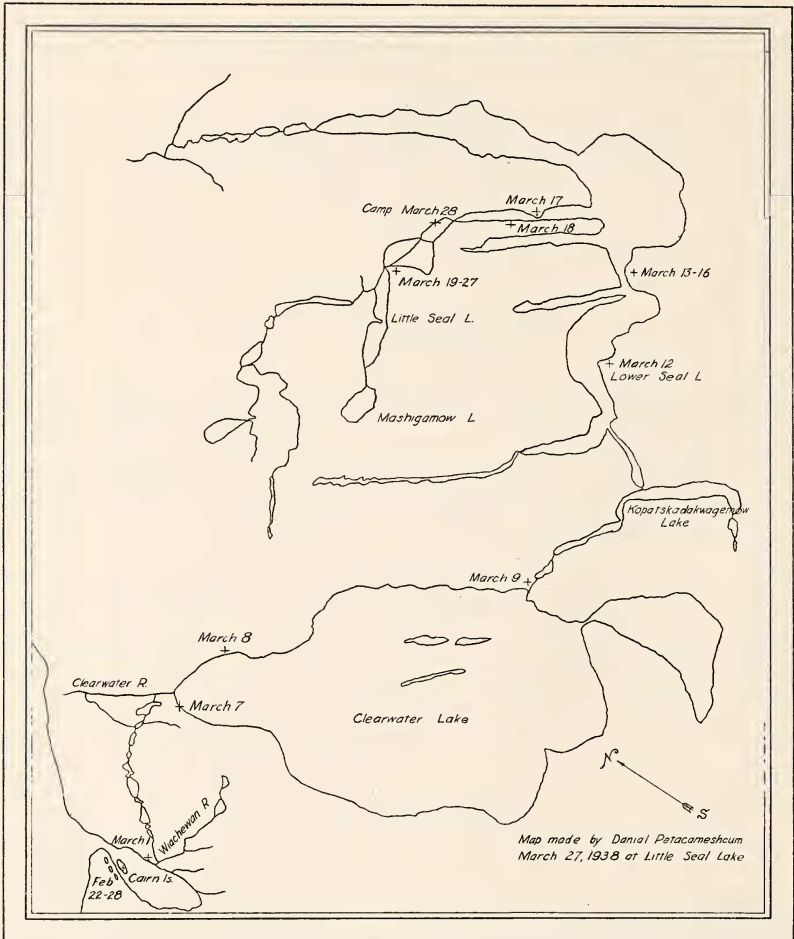 March 17
Camp March 28
March 18
March 13-16
March 19-27
Little Seal L.
March 12
Lower Seal L
Mashigamow L
Kopatskadakwagemow
Lake
March 9
March 8
Clearwater R.
March 7
Clearwater Lake
N
S
Wiachewan R
March 1
Cairn Is.
Feb
22-28
Map made by Danial Petacamesheum
March 27, 1938 at Little Seal Lake